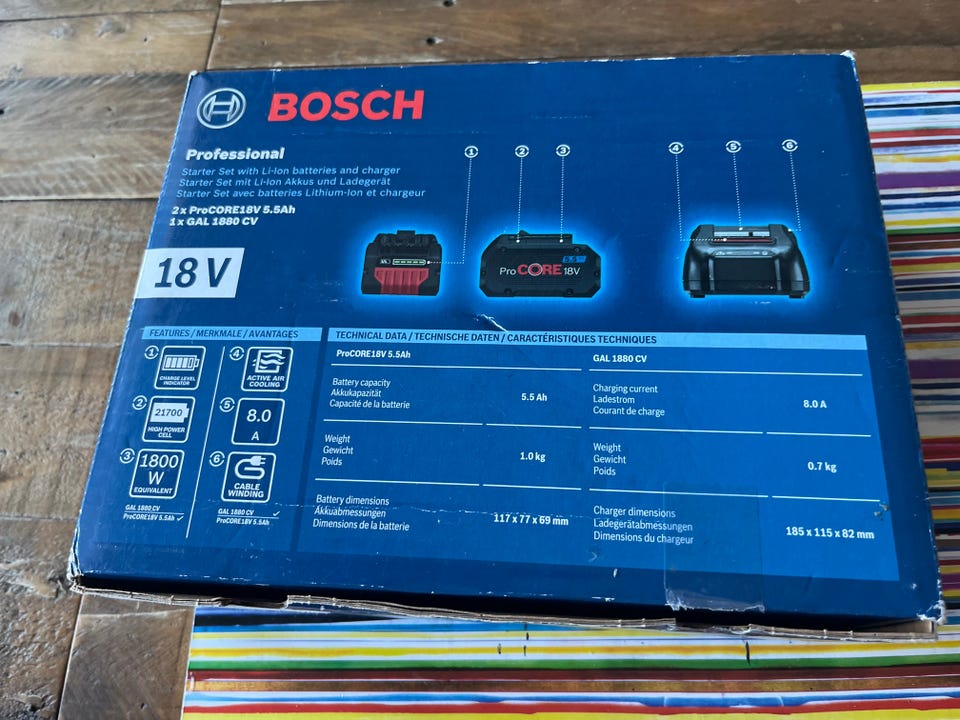 BOSCH
Professional
Starter Set with Li-Ion batteries and charger
Starter Set mit Li-Ion Akkus und Ladegerät
Starter Set avec batteries Lithium-Ion et chargeur
2x ProCORE18V 5.5Ah
1x GAL 1880 CV
18 V
1 2 3 4 5 6
5.5
ProCORE 18V
FEATURES / MERKMALE / AVANTAGES
1 CHARGE LEVEL
INDICATOR
2 21700
HIGH POWER
CELL
3 1800
W
EQUIVALENT
GAL 1880 CV
ProCORE18V 5.5Ah ✓
4 ACTIVE AIR
COOLING
5 8.0
A
6 CABLE
WINDING
GAL 1880 CV ✓
ProCORE18V 5.5Ah
TECHNICAL DATA / TECHNISCHE DATEN / CARACTÉRISTIQUES TECHNIQUES
ProCORE18V 5.5Ah
Battery capacity
Akkukapazität
Capacité de la batterie
5.5 Ah
Weight
Gewicht
Poids
1.0 kg
Battery dimensions
Akkuabmessungen
Dimensions de la batterie
117 x 77 x 69 mm
GAL 1880 CV
Charging current
Ladestrom
Courant de charge
8.0 A
Weight
Gewicht
Poids
0.7 kg
Charger dimensions
Ladegerätabmessungen
Dimensions du chargeur
185 x 115 x 82 mm